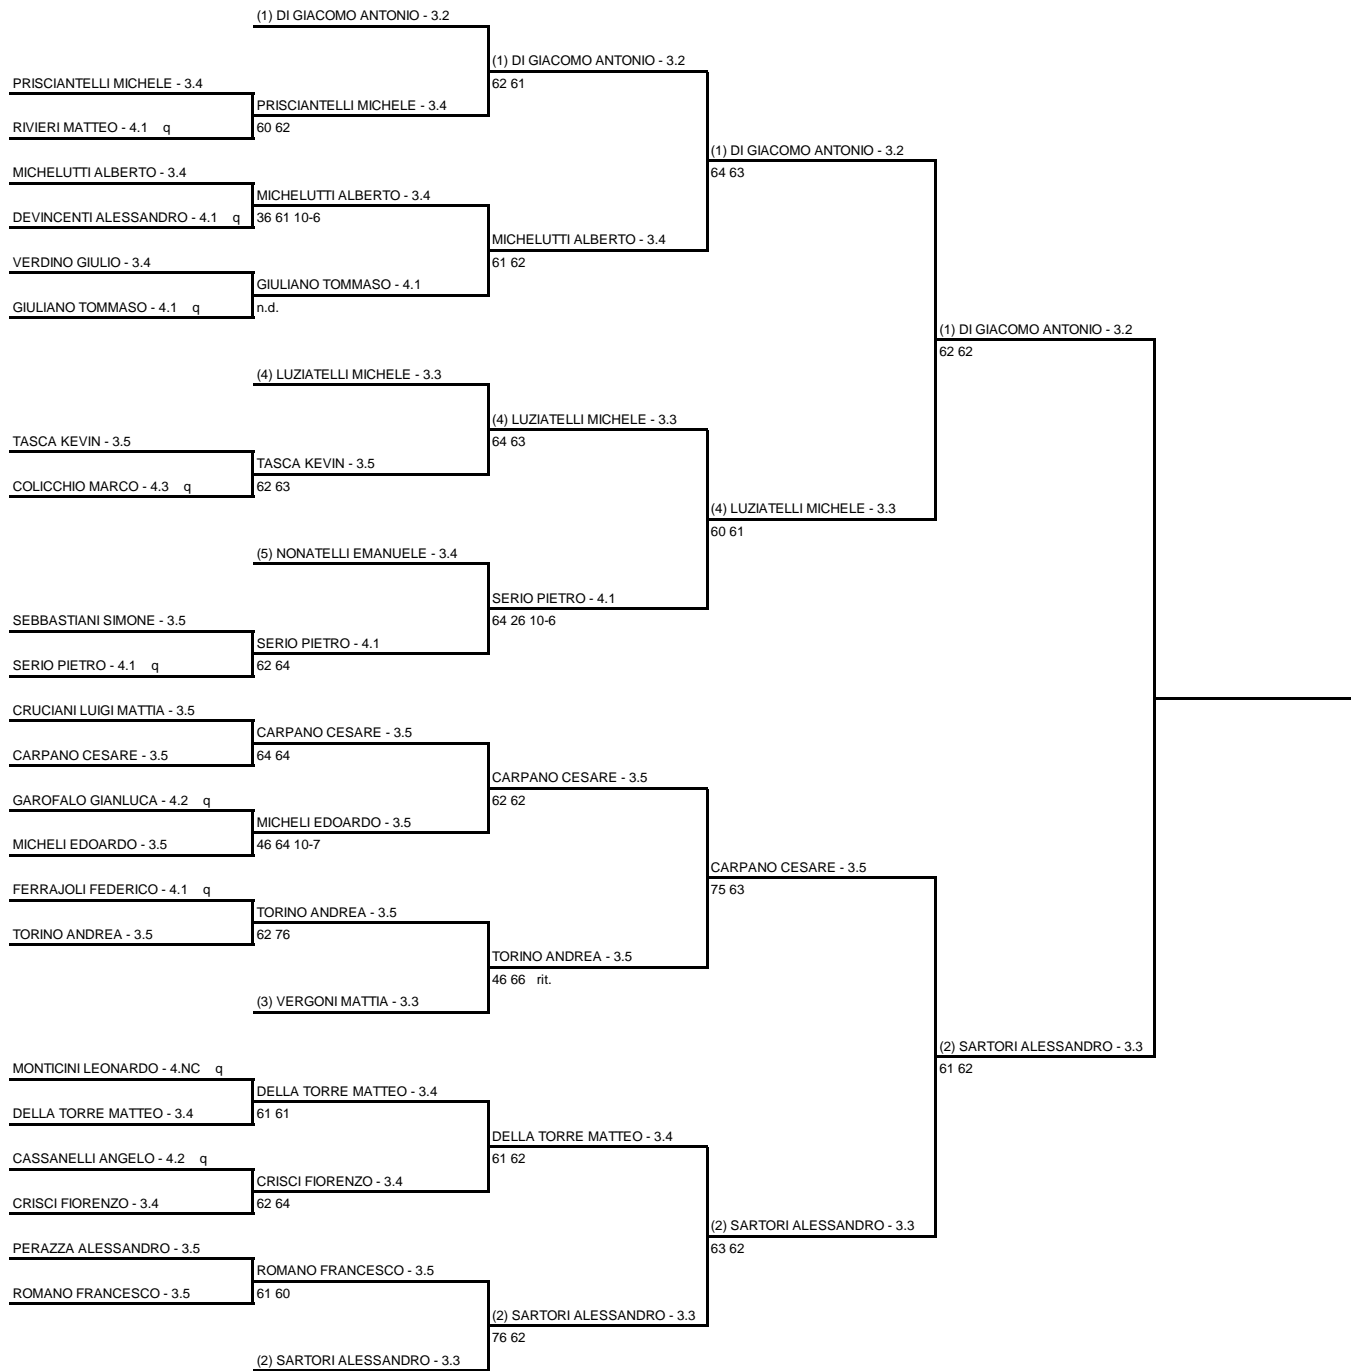 (1) DI GIACOMO ANTONIO - 3.2
(1) DI GIACOMO ANTONIO - 3.2
62 61
PRISCIANTELLI MICHELE - 3.4
PRISCIANTELLI MICHELE - 3.4
60 62
RIVIERI MATTEO - 4.1 q
(1) DI GIACOMO ANTONIO - 3.2
64 63
MICHELUTTI ALBERTO - 3.4
MICHELUTTI ALBERTO - 3.4
36 61 10-6
DEVINCENTI ALESSANDRO - 4.1 q
MICHELUTTI ALBERTO - 3.4
61 62
VERDINO GIULIO - 3.4
GIULIANO TOMMASO - 4.1
n.d.
GIULIANO TOMMASO - 4.1 q
(1) DI GIACOMO ANTONIO - 3.2
62 62
(4) LUZIATELLI MICHELE - 3.3
(4) LUZIATELLI MICHELE - 3.3
64 63
TASCA KEVIN - 3.5
TASCA KEVIN - 3.5
62 63
COLICCHIO MARCO - 4.3 q
(4) LUZIATELLI MICHELE - 3.3
60 61
(5) NONATELLI EMANUELE - 3.4
SERIO PIETRO - 4.1
64 26 10-6
SEBBASTIANI SIMONE - 3.5
SERIO PIETRO - 4.1
62 64
SERIO PIETRO - 4.1 q
CRUCIANI LUIGI MATTIA - 3.5
CARPANO CESARE - 3.5
64 64
CARPANO CESARE - 3.5
CARPANO CESARE - 3.5
62 62
GAROFALO GIANLUCA - 4.2 q
MICHELI EDOARDO - 3.5
46 64 10-7
MICHELI EDOARDO - 3.5
CARPANO CESARE - 3.5
75 63
FERRAJOLI FEDERICO - 4.1 q
TORINO ANDREA - 3.5
62 76
TORINO ANDREA - 3.5
TORINO ANDREA - 3.5
46 66 rit.
(3) VERGONI MATTIA - 3.3
(2) SARTORI ALESSANDRO - 3.3
61 62
MONTICINI LEONARDO - 4.NC q
DELLA TORRE MATTEO - 3.4
61 61
DELLA TORRE MATTEO - 3.4
DELLA TORRE MATTEO - 3.4
61 62
CASSANELLI ANGELO - 4.2 q
CRISCI FIORENZO - 3.4
62 64
CRISCI FIORENZO - 3.4
(2) SARTORI ALESSANDRO - 3.3
63 62
PERAZZA ALESSANDRO - 3.5
ROMANO FRANCESCO - 3.5
61 60
ROMANO FRANCESCO - 3.5
(2) SARTORI ALESSANDRO - 3.3
76 62
(2) SARTORI ALESSANDRO - 3.3